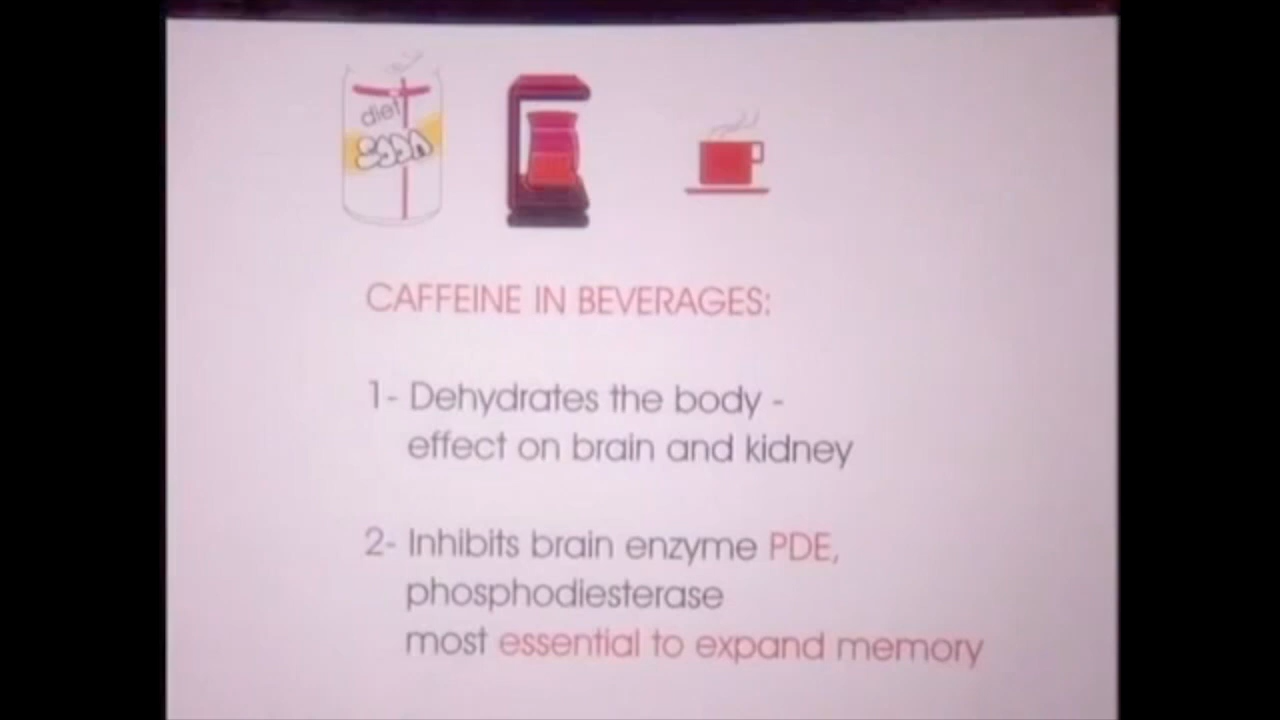 diet
SODA
CAFFEINE IN BEVERAGES:
1- Dehydrates the body -
effect on brain and kidney
2- Inhibits brain enzyme PDE,
phosphodiesterase
most essential to expand memory